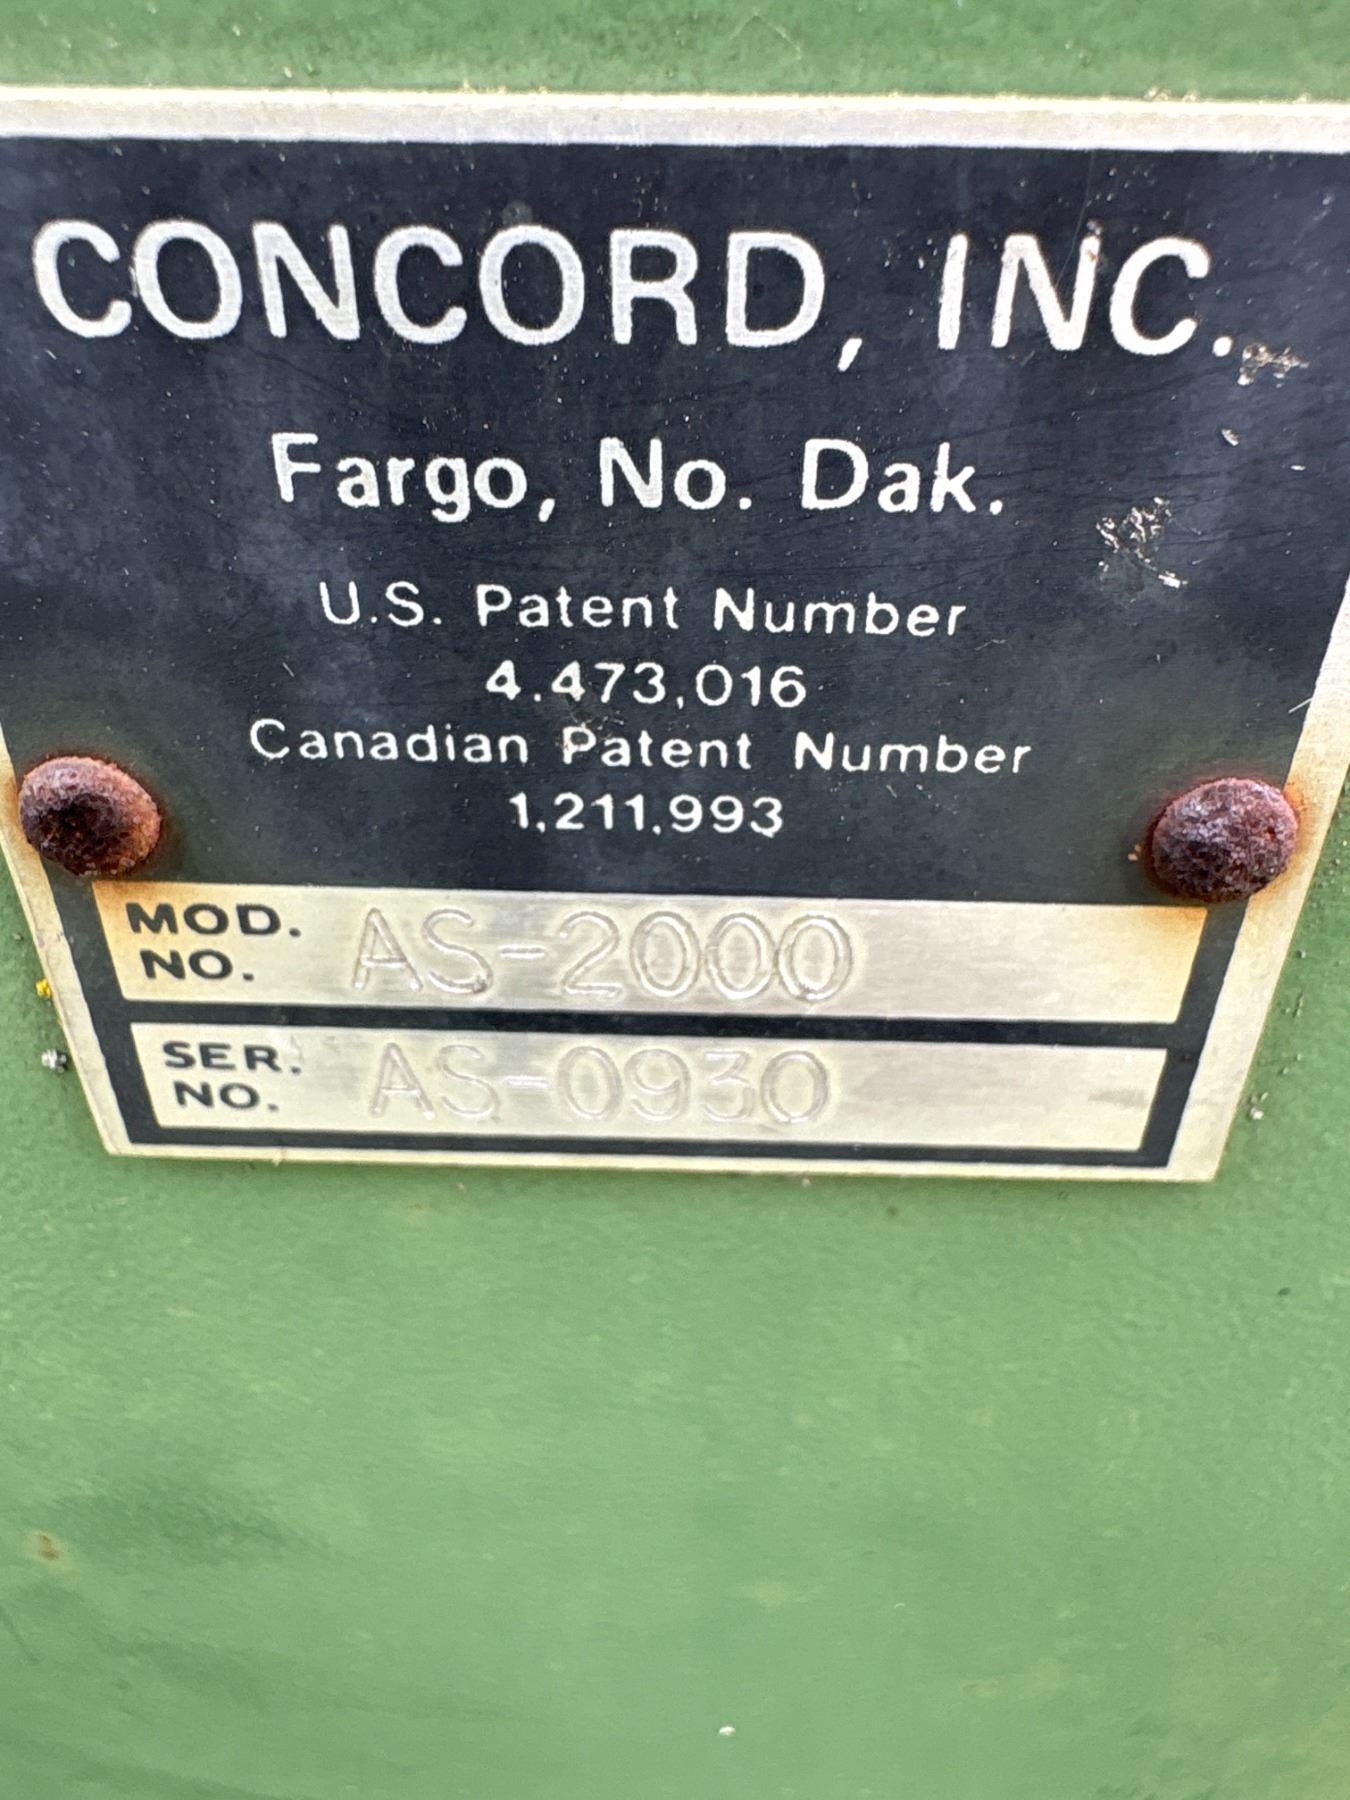 CONCORD, INC.
Fargo, No. Dak.
U.S. Patent Number
4.473,016
Canadian Patent Number
1,211,993
MOD. NO. AS-2000
SER. NO. AS-0930